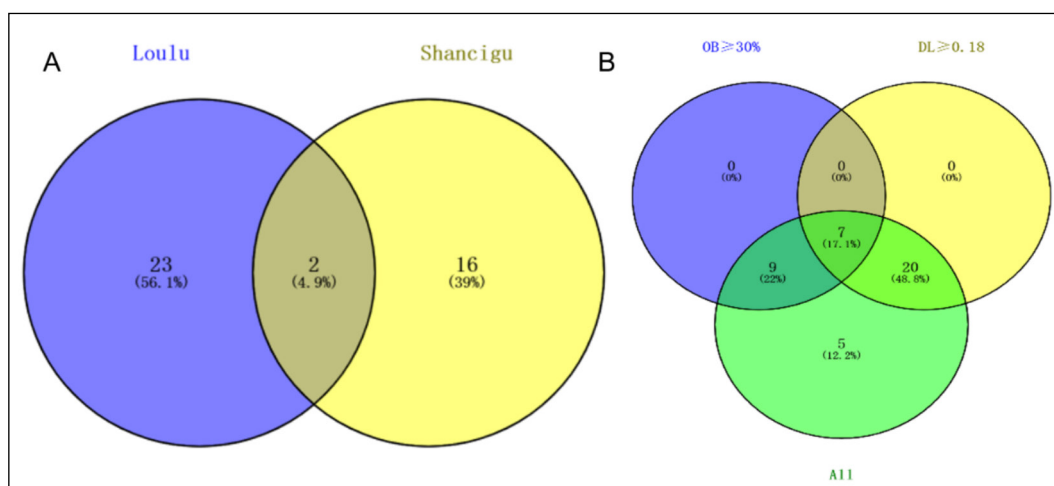 A
Loulu
Shancigu
23
(56.1%)
2
(4.9%)
16
(39%)
B
OB≥30%
DL≥0.18
0
(0%)
0
(0%)
0
(0%)
7
(17.1%)
9
(22%)
20
(48.8%)
5
(12.2%)
All